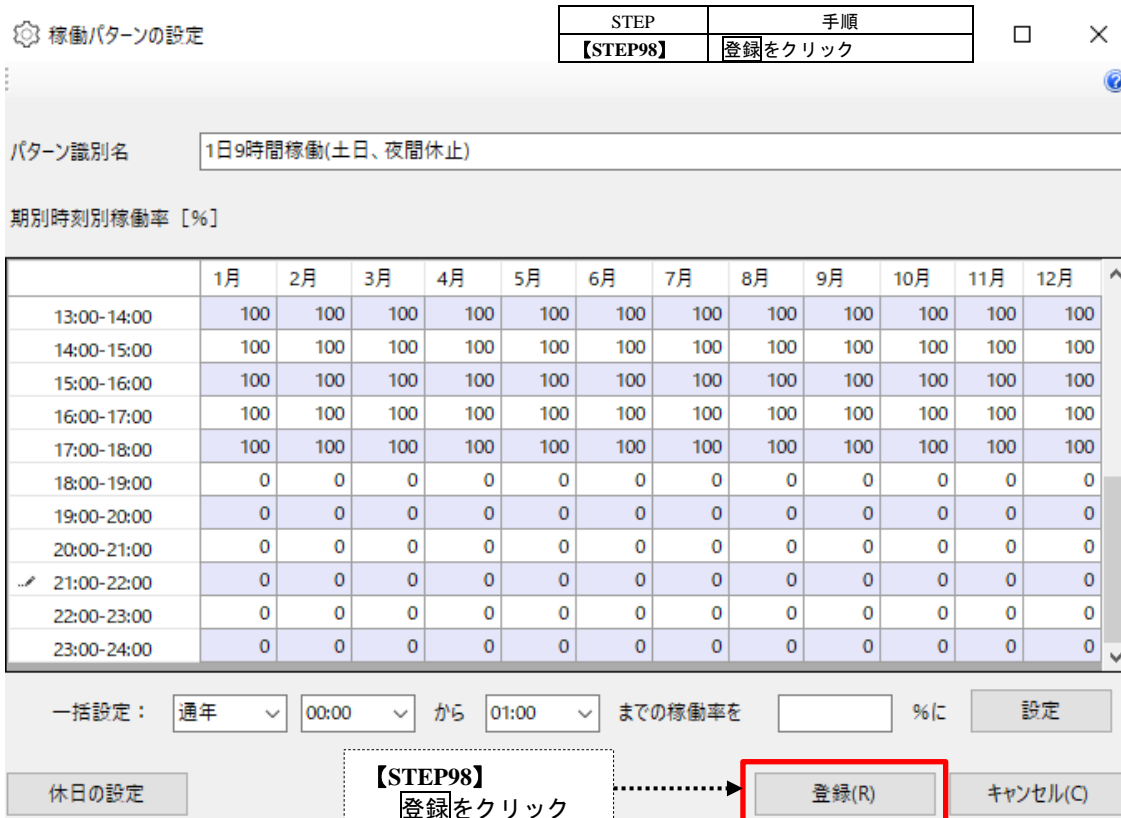 稼働パターンの設定
STEP 手順
【STEP98】 登録をクリック
パターン識別名 1日9時間稼働(土日、夜間休止)
期別時刻別稼働率［%］
1月 2月 3月 4月 5月 6月 7月 8月 9月 10月 11月 12月
13:00-14:00 100 100 100 100 100 100 100 100 100 100 100 100
14:00-15:00 100 100 100 100 100 100 100 100 100 100 100 100
15:00-16:00 100 100 100 100 100 100 100 100 100 100 100 100
16:00-17:00 100 100 100 100 100 100 100 100 100 100 100 100
17:00-18:00 100 100 100 100 100 100 100 100 100 100 100 100
18:00-19:00 0 0 0 0 0 0 0 0 0 0 0 0
19:00-20:00 0 0 0 0 0 0 0 0 0 0 0 0
20:00-21:00 0 0 0 0 0 0 0 0 0 0 0 0
21:00-22:00 0 0 0 0 0 0 0 0 0 0 0 0
22:00-23:00 0 0 0 0 0 0 0 0 0 0 0 0
23:00-24:00 0 0 0 0 0 0 0 0 0 0 0 0
一括設定： 通年 00:00 から 01:00 までの稼働率を %に 設定
【STEP98】
登録をクリック
休日の設定 登録(R) キャンセル(C)